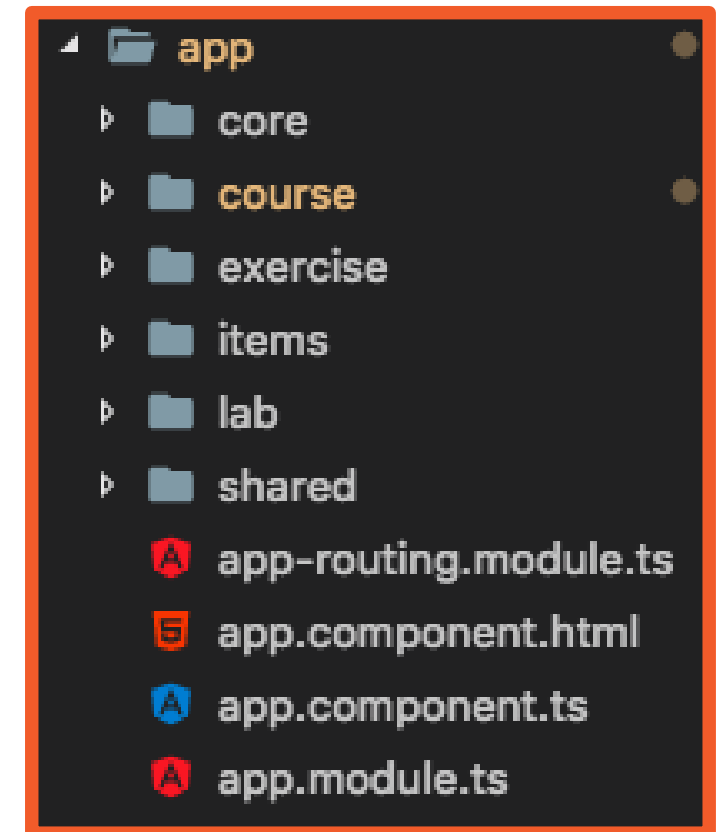 app
core
course
exercise
items
lab
shared
app-routing.module.ts
app.component.html
app.component.ts
app.module.ts